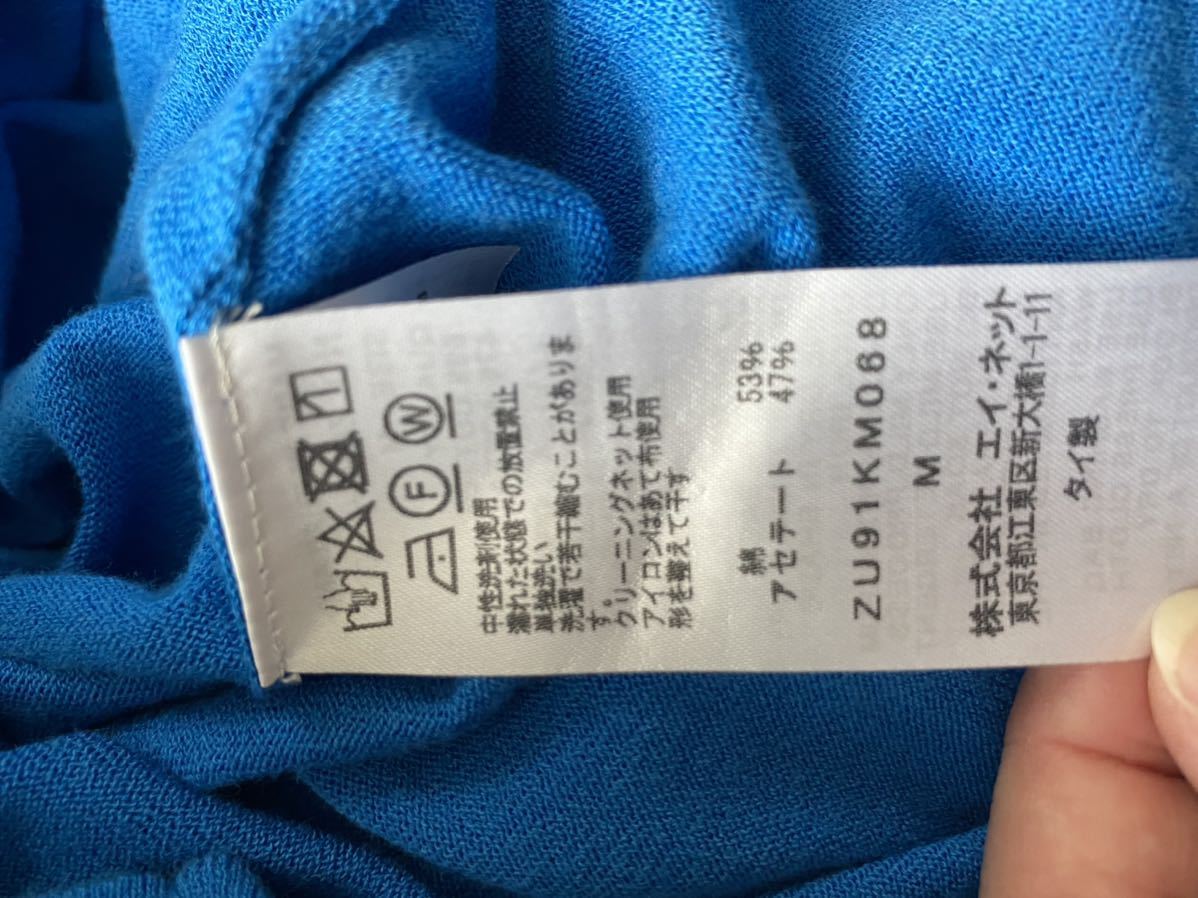 F
W
中性洗剤使用
濡れた状態での放置禁止
単独洗い
洗濯で若干縮むことがありま
す。
クリーニングネット使用
アイロンはあて布使用
形を整えて干す
綿 53%
アセテート 47%
ZU91KM068
M
株式会社 エイ・ネット
東京都江東区新大橋1-1-11
タイ製